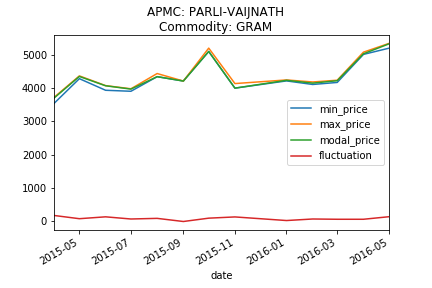 APMC: PARLI-VAIJNATH
Commodity: GRAM
5000
4000
3000
2000
1000
0
min_price
max_price
modal_price
fluctuation
2015-05
2015-07
2015-09
2015-11
2016-01
2016-03
2016-05
date